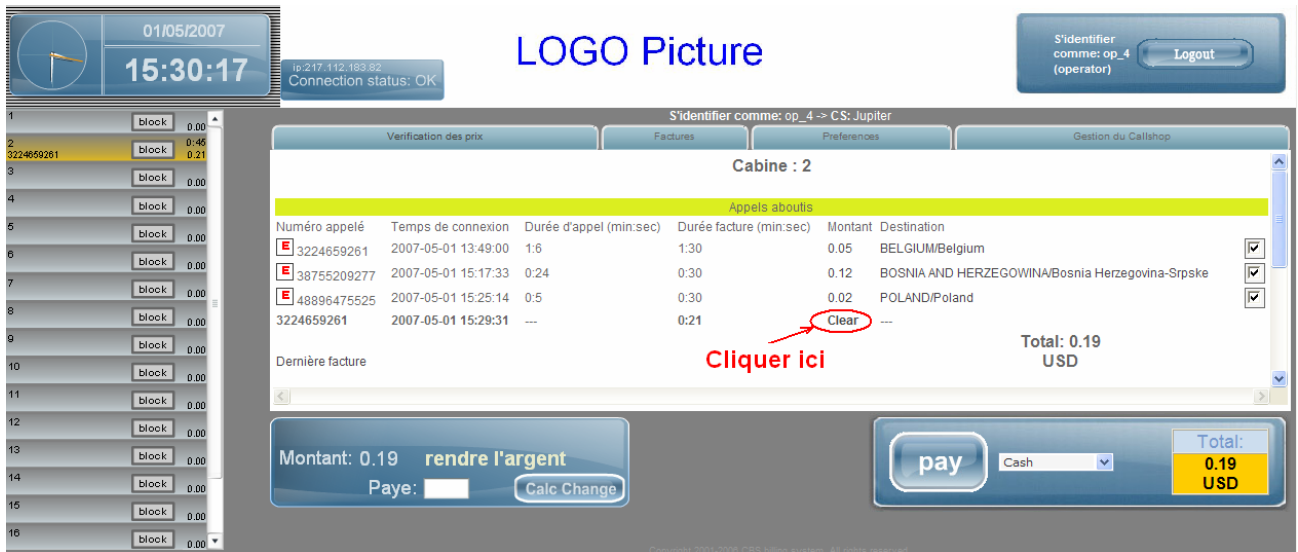 01/05/2007
15:30:17
ip:217.112.183.82
Connection status: OK
LOGO Picture
S'identifier
comme: op_4
(operator)
Logout
S'identifier comme: op_4 -> CS: Jupiter
Verification des prix Factures Preferences Gestion du Callshop
1 block 0.00
2 block 0:46
3224659261 0.21
3 block 0.00
4 block 0.00
5 block 0.00
6 block 0.00
7 block 0.00
8 block 0.00
9 block 0.00
10 block 0.00
11 block 0.00
12 block 0.00
13 block 0.00
14 block 0.00
15 block 0.00
16 block 0.00
Cabine : 2
Appels aboutis
Numéro appelé Temps de connexion Durée d'appel (min:sec) Durée facture (min:sec) Montant Destination
E 3224659261 2007-05-01 13:49:00 1:6 1:30 0.05 BELGIUM/Belgium
E 38755209277 2007-05-01 15:17:33 0:24 0:30 0.12 BOSNIA AND HERZEGOWINA/Bosnia Herzegovina-Srpske
E 48896475525 2007-05-01 15:25:14 0:5 0:30 0.02 POLAND/Poland
3224659261 2007-05-01 15:29:31 --- 0:21 Clear ---
Cliquer ici
Total: 0.19
USD
Dernière facture
Montant: 0.19 rendre l'argent
Paye: Calc Change
pay Cash
Total:
0.19
USD
Copyright 2001-2006 CBS billing system. All rights reserved